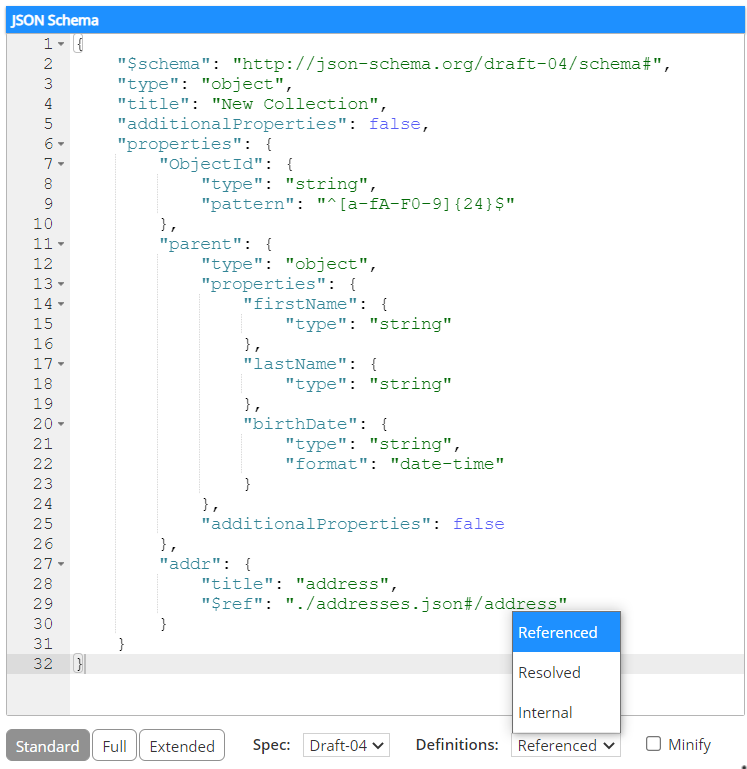 JSON Schema
1 {
2 "$schema": "http://json-schema.org/draft-04/schema#",
3 "type": "object",
4 "title": "New Collection",
5 "additionalProperties": false,
6 "properties": {
7 "ObjectId": {
8 "type": "string",
9 "pattern": "^[a-fA-F0-9]{24}$"
10 },
11 "parent": {
12 "type": "object",
13 "properties": {
14 "firstName": {
15 "type": "string"
16 },
17 "lastName": {
18 "type": "string"
19 },
20 "birthDate": {
21 "type": "string",
22 "format": "date-time"
23 }
24 },
25 "additionalProperties": false
26 },
27 "addr": {
28 "title": "address",
29 "$ref": "./addresses.json#/address"
30 }
31 }
32 }
Referenced
Resolved
Internal
Standard Full Extended Spec: Draft-04 Definitions: Referenced Minify